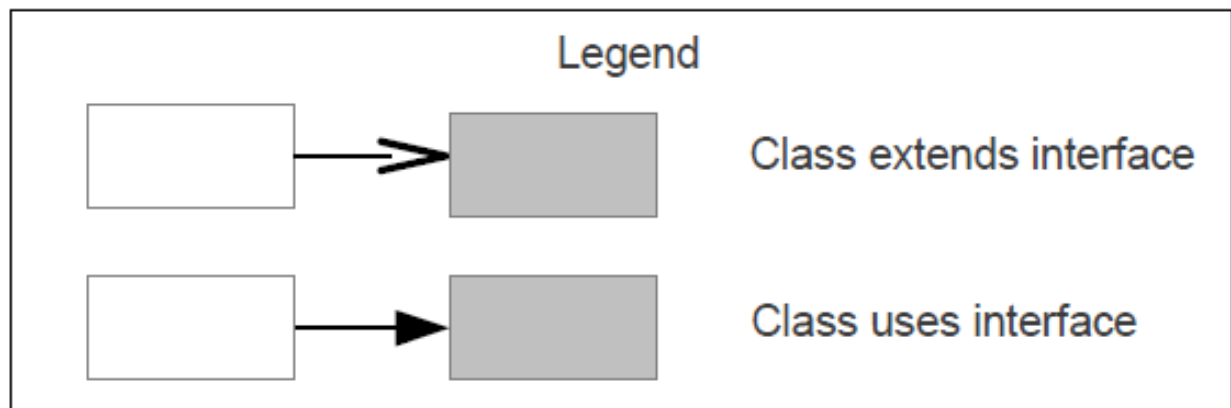 Legend
Class extends interface
Class uses interface